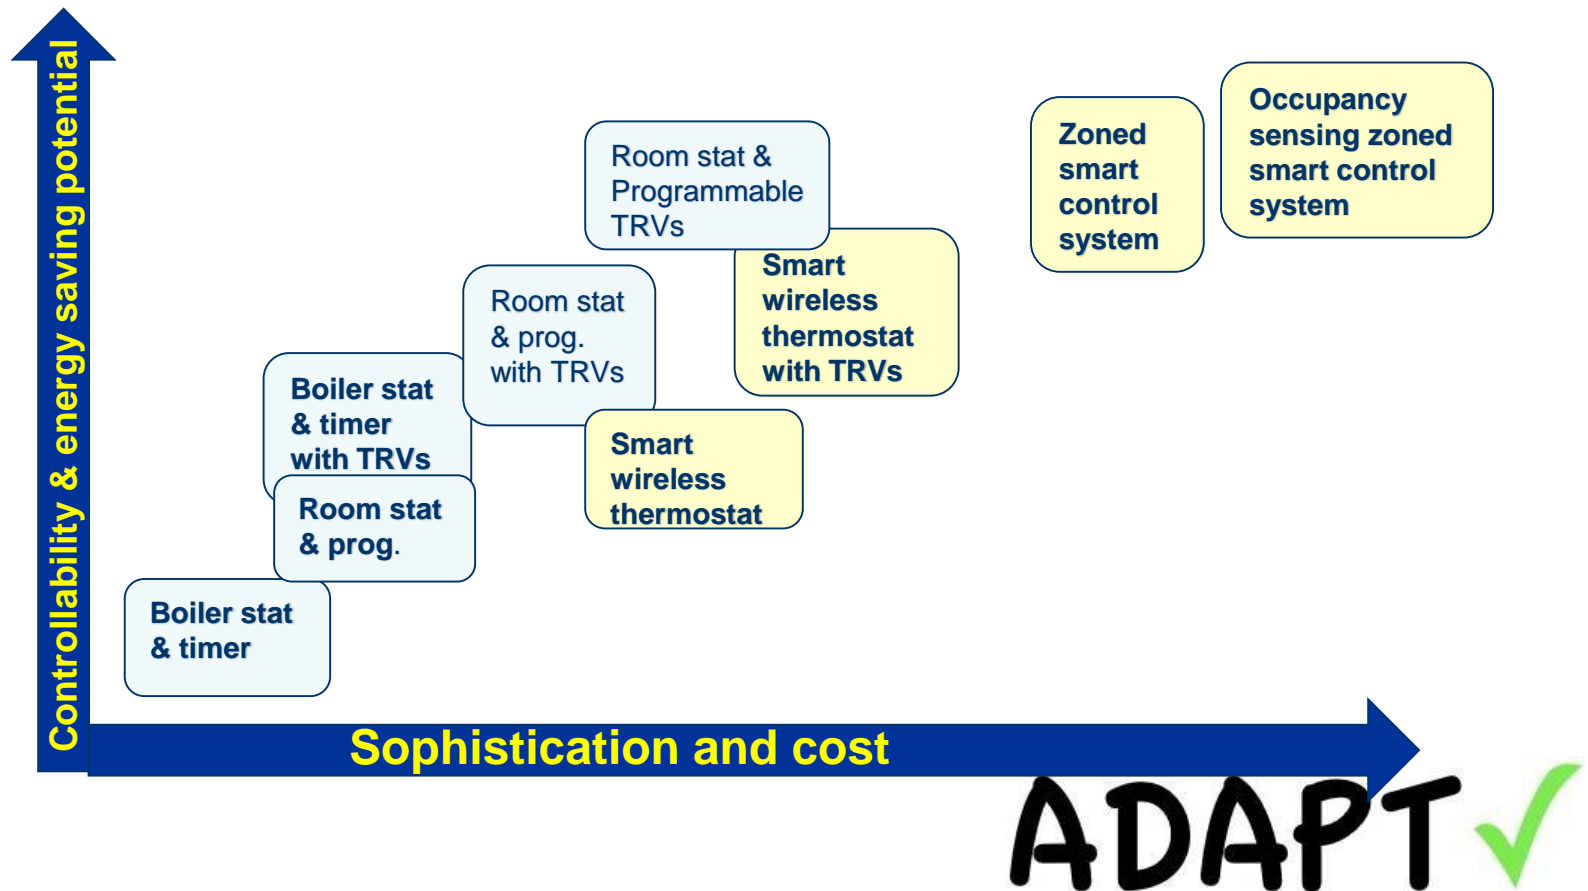 Controllability & energy saving potential
Occupancy
sensing zoned
smart control
system
Zoned
smart
control
system
Room stat &
Programmable
TRVs
Smart
wireless
thermostat
with TRVs
Room stat
& prog.
with TRVs
Boiler stat
& timer
with TRVs
Smart
wireless
thermostat
Room stat
& prog.
Boiler stat
& timer
Sophistication and cost
ADAPT